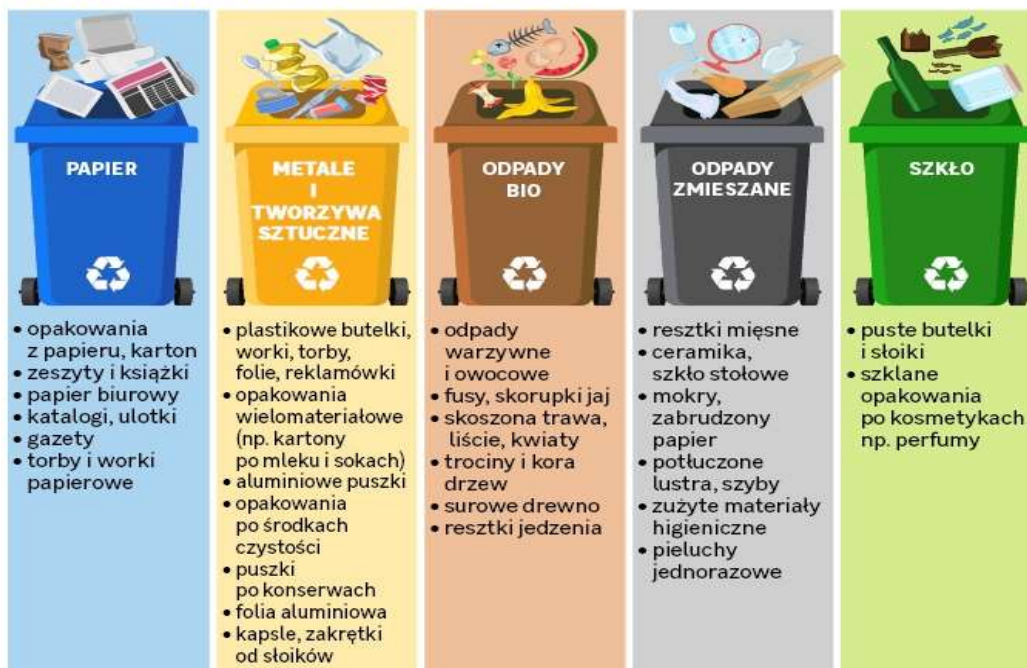 PAPIER
• opakowania
z papieru, karton
• zeszyty i książki
• papier biurowy
• katalogi, ulotki
• gazety
• torby i worki
papierowe
METALE
I
TWORZYWA
SZTUCZNE
• plastikowe butelki,
worki, torby,
folie, reklamówki
• opakowania
wielomateriałowe
(np. kartony
po mleku i sokach)
• aluminiowe puszki
• opakowania
po środkach
czystości
• puszki
po konserwach
• folia aluminiowa
• kapsle, zakrętki
od słoików
ODPADY
BIO
• odpady
warzywne
i owocowe
• fusy, skorupki jaj
• skoszona trawa,
liście, kwiaty
• trociny i kora
drzew
• surowe drewno
• resztki jedzenia
ODPADY
ZMIESZANE
• resztki mięsne
• ceramika,
szkło stołowe
• mokry,
zabrudzony
papier
• potłuczone
lustra, szyby
• zużyte materiały
higieniczne
• pieluchy
jednorazowe
SZKŁO
• puste butelki
i słoiki
• szklane
opakowania
po kosmetykach
np. perfumy